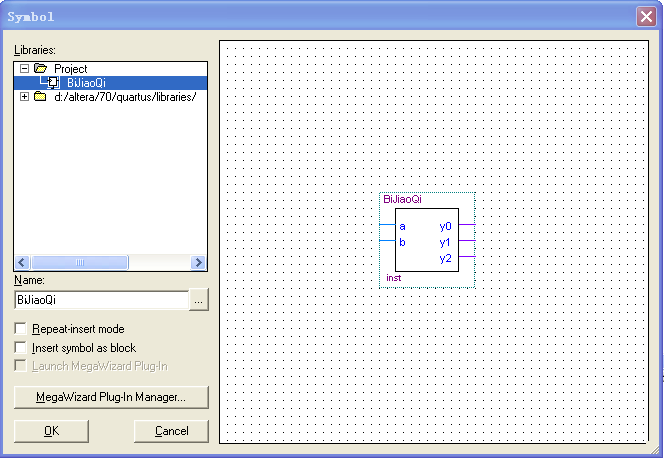 Symbol
Libraries:
Project
BiJiaoQi
d:/altera/70/quartus/libraries/
Name:
BiJiaoQi
...
Repeat-insert mode
Insert symbol as block
Launch MegaWizard Plug-In
MegaWizard Plug-In Manager...
OK
Cancel
BiJiaoQi
a y0
b y1
y2
inst